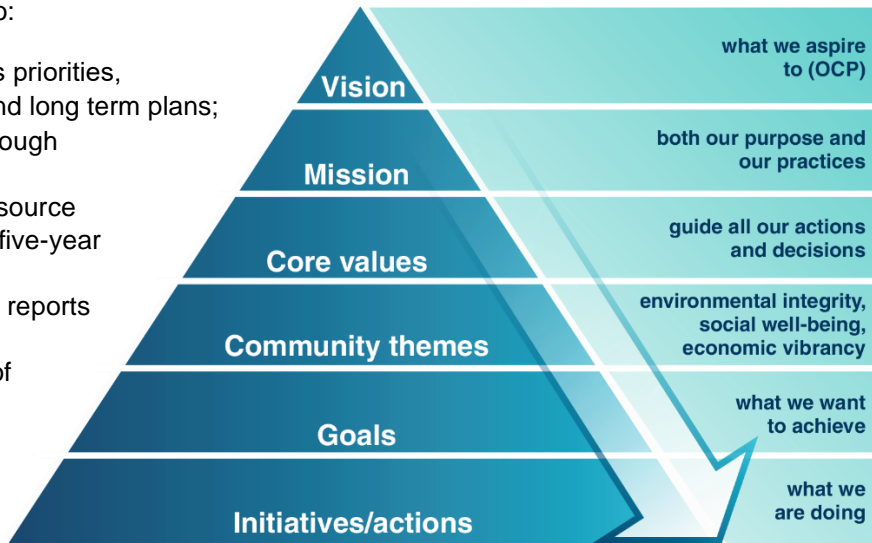 s priorities,
nd long term plans;
ough
source
five-year
reports
of
Vision
what we aspire
to (OCP)
Mission
both our purpose and
our practices
Core values
guide all our actions
and decisions
Community themes
environmental integrity,
social well-being,
economic vibrancy
Goals
what we want
to achieve
Initiatives/actions
what we
are doing